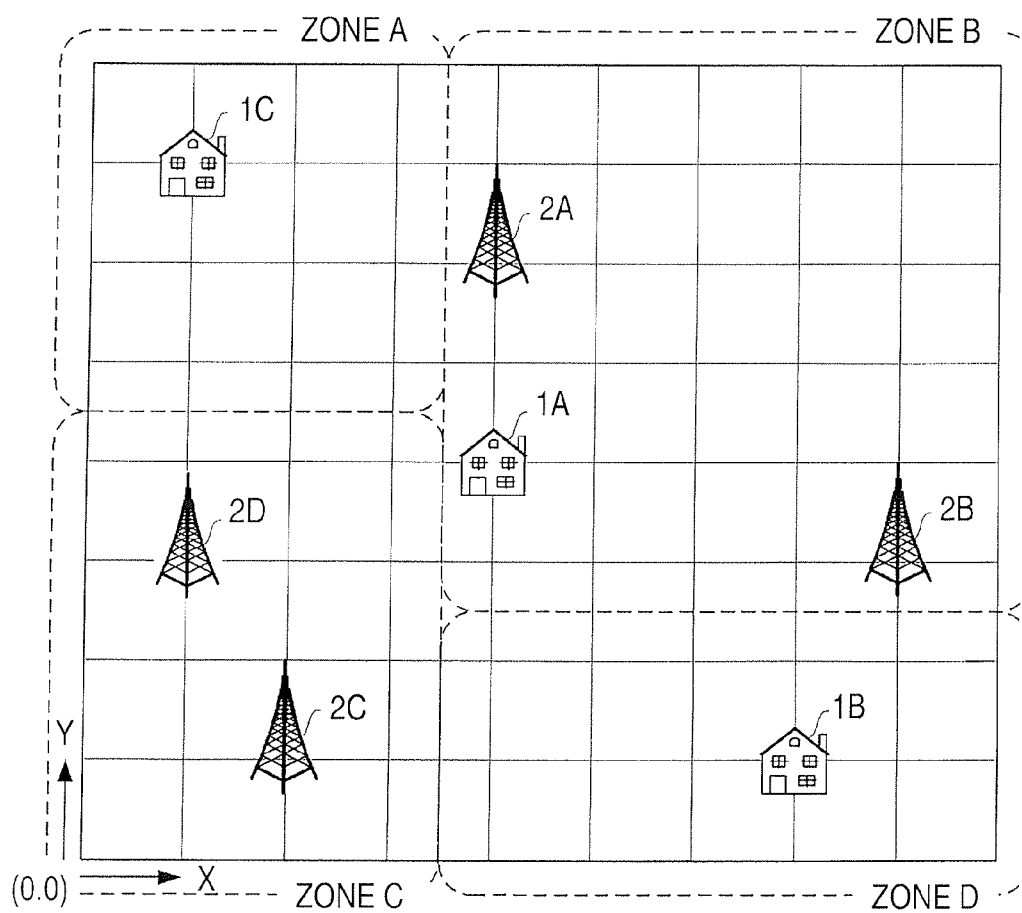 ZONE A
ZONE B
1C
2A
1A
2D
2B
2C
1B
Y
(0.0)
X
ZONE C
ZONE D